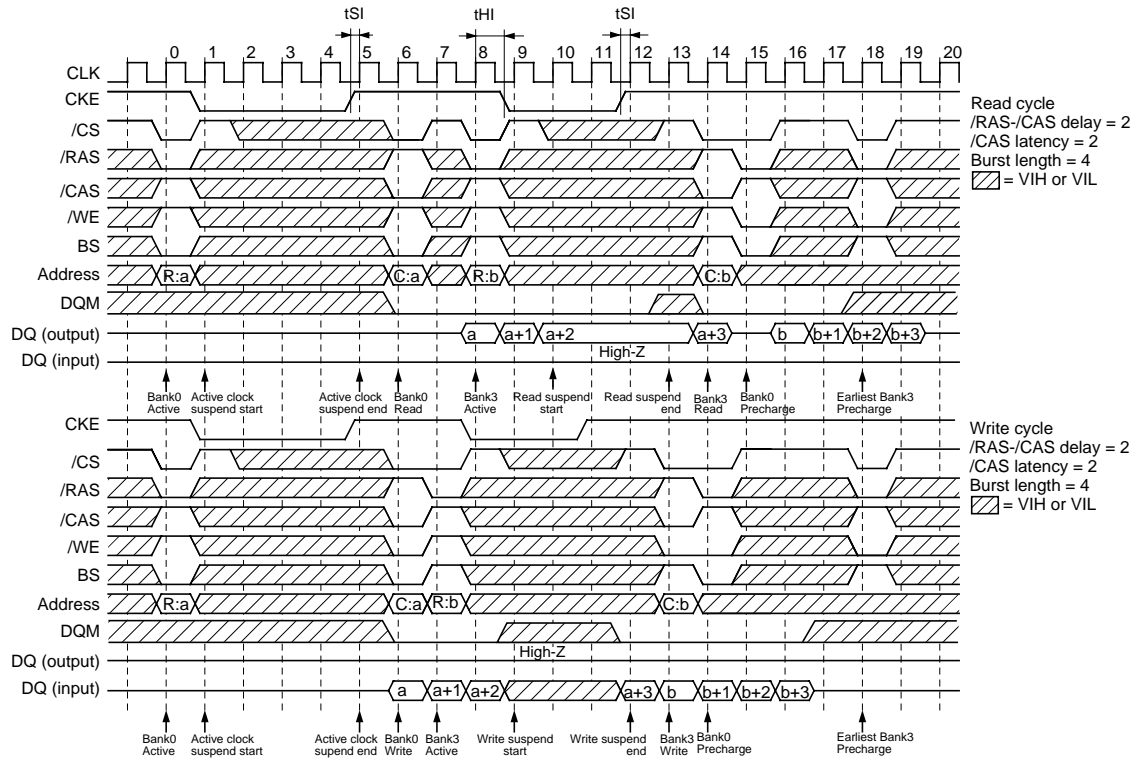 tSI tHI tSI
0 1 2 3 4 5 6 7 8 9 10 11 12 13 14 15 16 17 18 19 20
CLK
CKE
/CS
/RAS
/CAS
/WE
BS
Address R:a C:a R:b C:b
DQM
DQ (output) a a+1 a+2 a+3 b b+1 b+2 b+3
High-Z
DQ (input)
Bank0 Active clock Active clock Bank0 Bank3 Read suspend Read suspend Bank3 Bank0 Earliest Bank3
Active suspend start suspend end Read Active start end Read Precharge Precharge
Read cycle
/RAS-/CAS delay = 2
/CAS latency = 2
Burst length = 4
= VIH or VIL
CKE
/CS
/RAS
/CAS
/WE
BS
Address R:a C:a R:b C:b
DQM
High-Z
DQ (output)
DQ (input) a a+1 a+2 a+3 b b+1 b+2 b+3
Bank0 Active clock Active clock Bank0 Bank3 Write suspend Write suspend Bank3 Bank0 Earliest Bank3
Active suspend start supend end Write Active start end Write Precharge Precharge
Write cycle
/RAS-/CAS delay = 2
/CAS latency = 2
Burst length = 4
= VIH or VIL